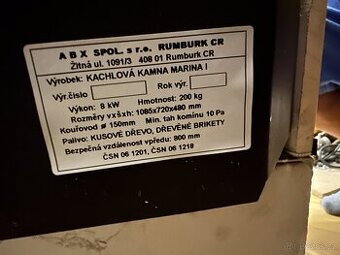 A B X SPOL. s r.o. RUMBURK CR
Žitná ul. 1091/3 408 01 Rumburk CR
Výrobek: KACHLOVÁ KAMNA MARINA I
Výr.číslo Rok výr.
Výkon: 8 kW Hmotnost: 200 kg
Rozměry vxšxh: 1085x720x480 mm
Kouřovod ø 150mm Min. tah komínu 10 Pa
Palivo: KUSOVÉ DŘEVO, DŘEVĚNÉ BRIKETY
Bezpečná vzdálenost vpředu: 800 mm
ČSN 06 1201, ČSN 06 1218